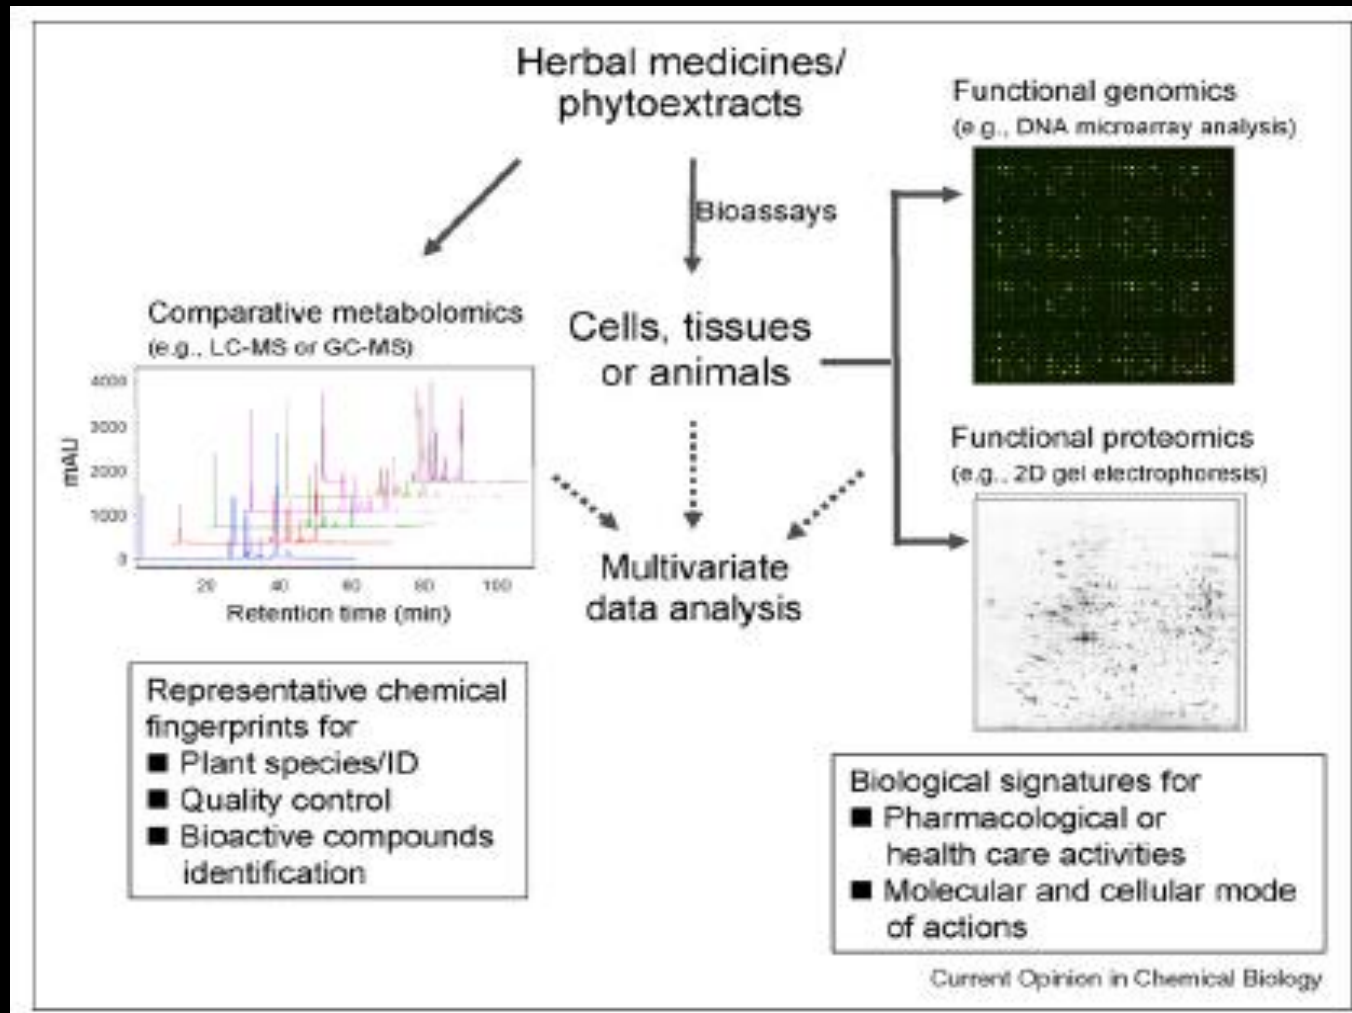 Herbal medicines/
phytoextracts
Functional genomics
(e.g., DNA microarray analysis)
Bioassays
Comparative metabolomics
(e.g., LC-MS or GC-MS)
Cells, tissues
or animals
4000
3000
2000
1000
0
mAU
20 40 60 80 100
Retention time (min)
Functional proteomics
(e.g., 2D gel electrophoresis)
Multivariate
data analysis
Representative chemical
fingerprints for
■ Plant species/ID
■ Quality control
■ Bioactive compounds
identification
Biological signatures for
■ Pharmacological or
health care activities
■ Molecular and cellular mode
of actions
Current Opinion in Chemical Biology